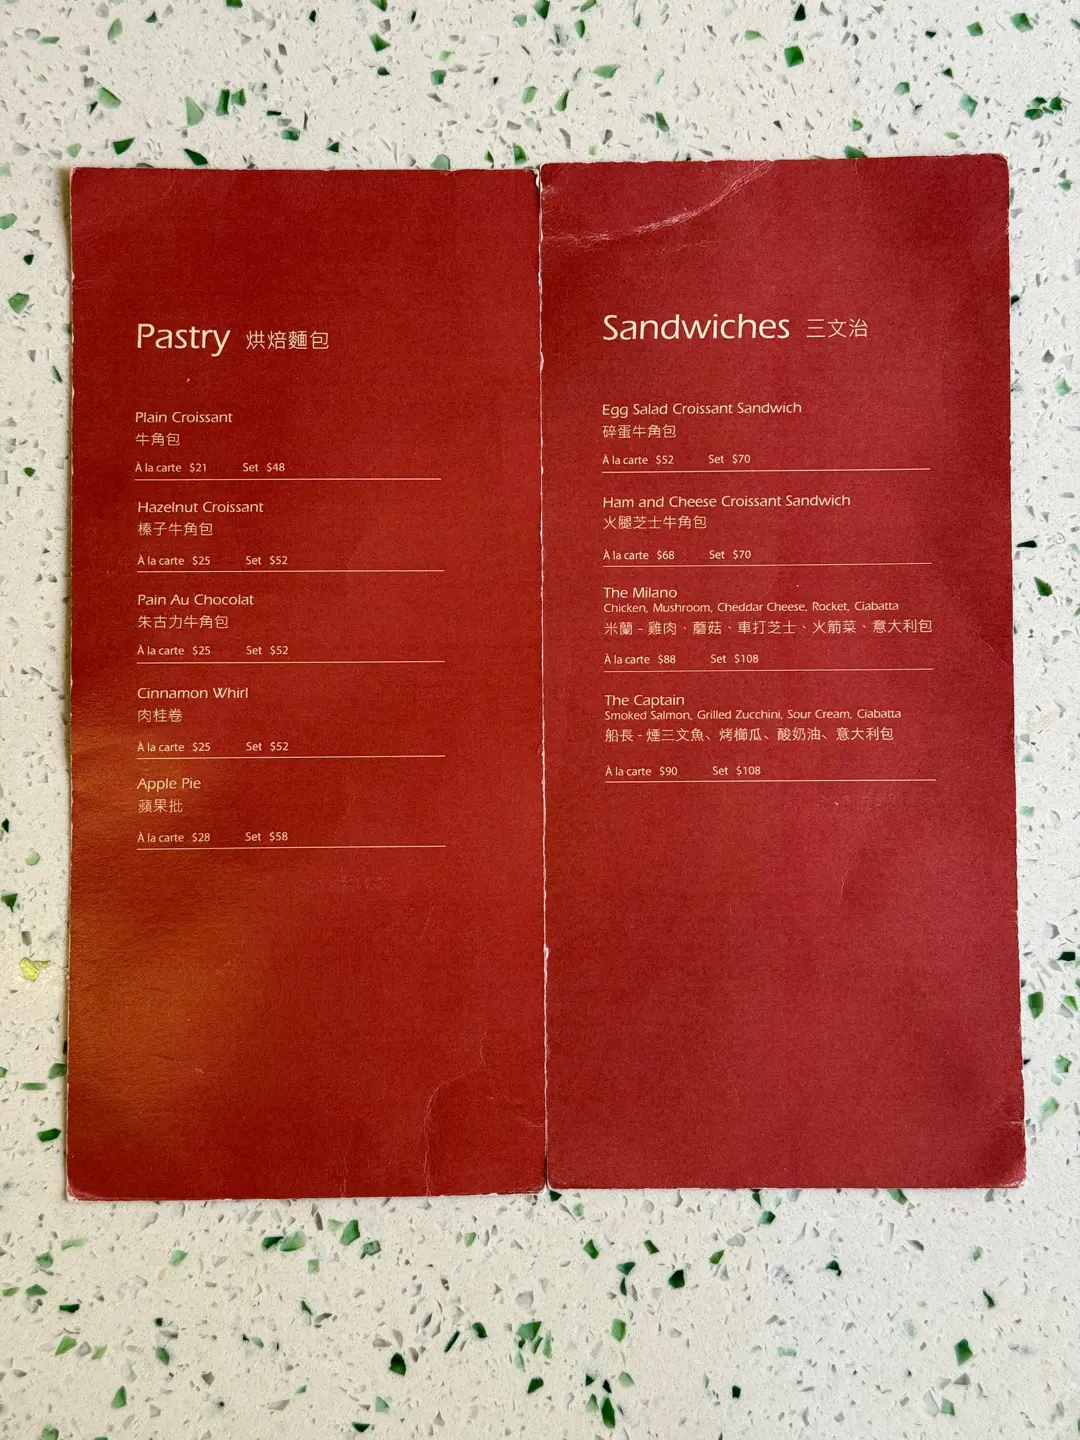 Pastry 烘焙麵包
Plain Croissant
牛角包
À la carte $21 Set $48
Hazelnut Croissant
榛子牛角包
À la carte $25 Set $52
Pain Au Chocolat
朱古力牛角包
À la carte $25 Set $52
Cinnamon Whirl
肉桂卷
À la carte $25 Set $52
Apple Pie
蘋果批
À la carte $28 Set $58
Sandwiches 三文治
Egg Salad Croissant Sandwich
碎蛋牛角包
À la carte $52 Set $70
Ham and Cheese Croissant Sandwich
火腿芝士牛角包
À la carte $68 Set $70
The Milano
Chicken, Mushroom, Cheddar Cheese, Rocket, Ciabatta
米蘭 - 雞肉、蘑菇、車打芝士、火箭菜、意大利包
À la carte $88 Set $108
The Captain
Smoked Salmon, Grilled Zucchini, Sour Cream, Ciabatta
船長 - 煙三文魚、烤櫛瓜、酸奶油、意大利包
À la carte $90 Set $108